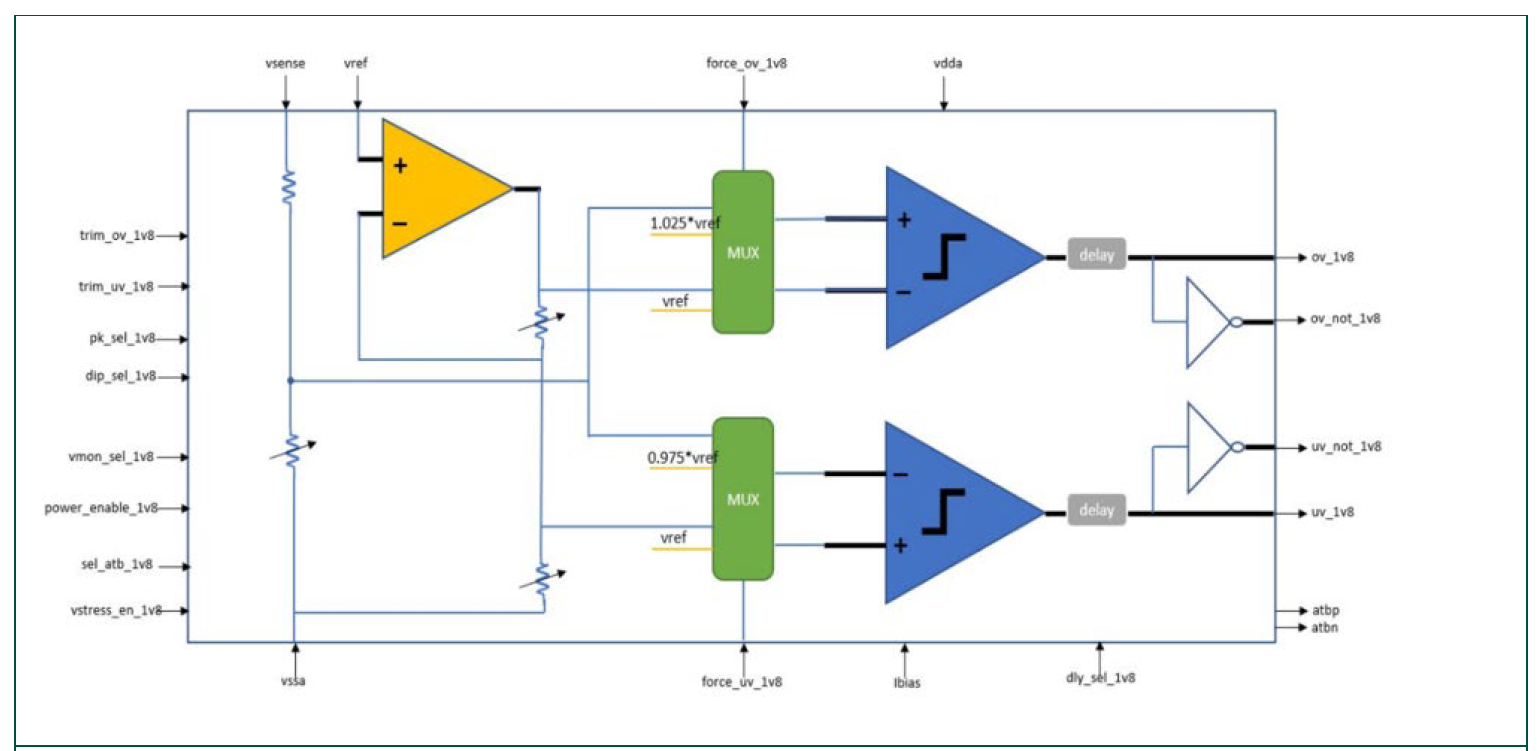 vsense
vref
force_ov_1v8
vdda
+
−
1.025*vref
MUX
vref
+
−
delay
trim_ov_1v8
trim_uv_1v8
pk_sel_1v8
dip_sel_1v8
vmon_sel_1v8
power_enable_1v8
sel_atb_1v8
vstress_en_1v8
ov_1v8
ov_not_1v8
0.975*vref
MUX
vref
−
+
delay
uv_not_1v8
uv_1v8
atbp
atbn
vssa
force_uv_1v8
Ibias
dly_sel_1v8